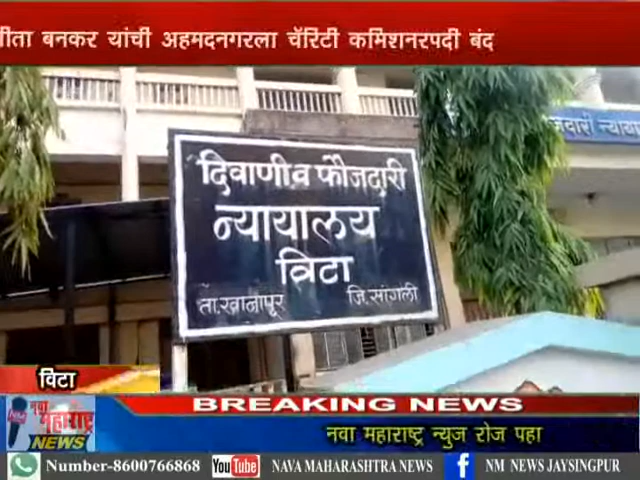 गीता बनकर यांची अहमदनगरला चॅरिटी कमिशनरपदी बंद
दिवाणी व फौजदारी
न्यायालय
विटा
ता.खानापूर जि.सांगली
विटा
BREAKING NEWS
नवा महाराष्ट्र न्यूज रोज पहा
नवा
महाराष्ट्र
NEWS
Number-8600766868 YouTube NAVA MAHARASHTRA NEWS f NM NEWS JAYSINGPUR